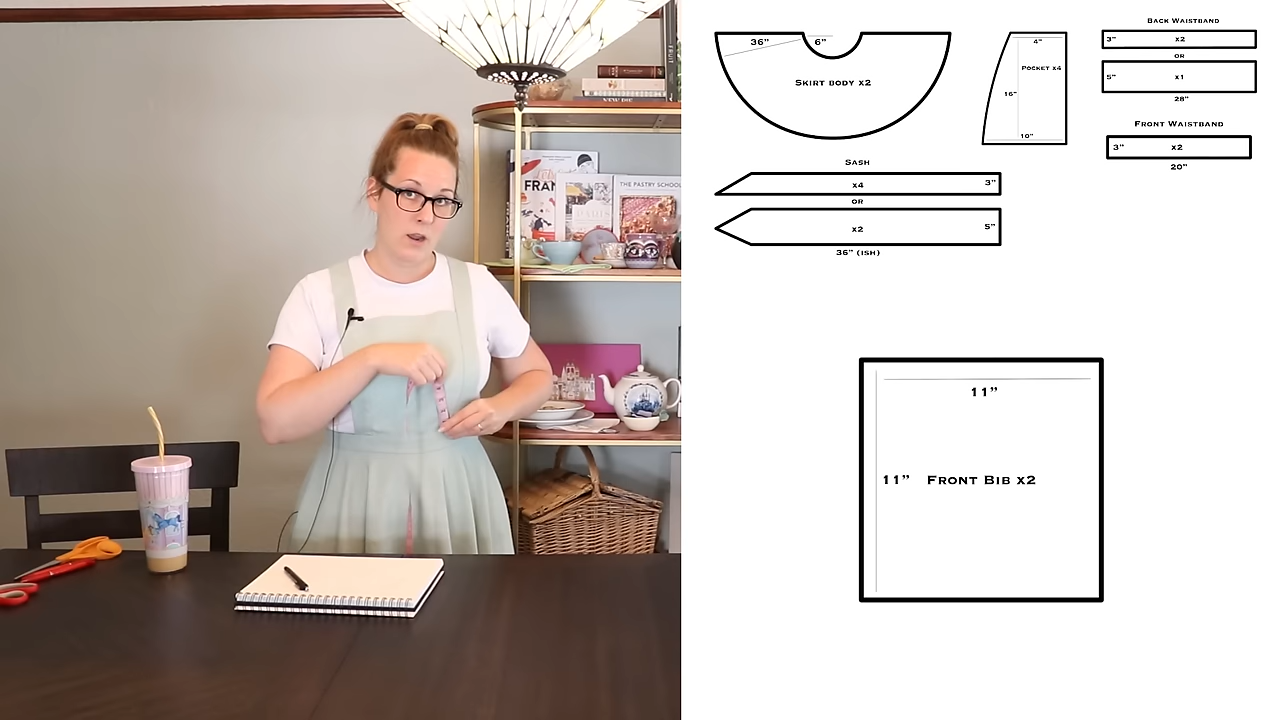 FRAN
THE PASTRY SCHOOL
36" 6"
Skirt body x2
4"
Pocket x4
16"
10"
Back Waistband
3" x2
or
5" x1
28"
Front Waistband
3" x2
20"
Sash
x4 3"
or
x2 5"
36" (ish)
11"
11" Front Bib x2